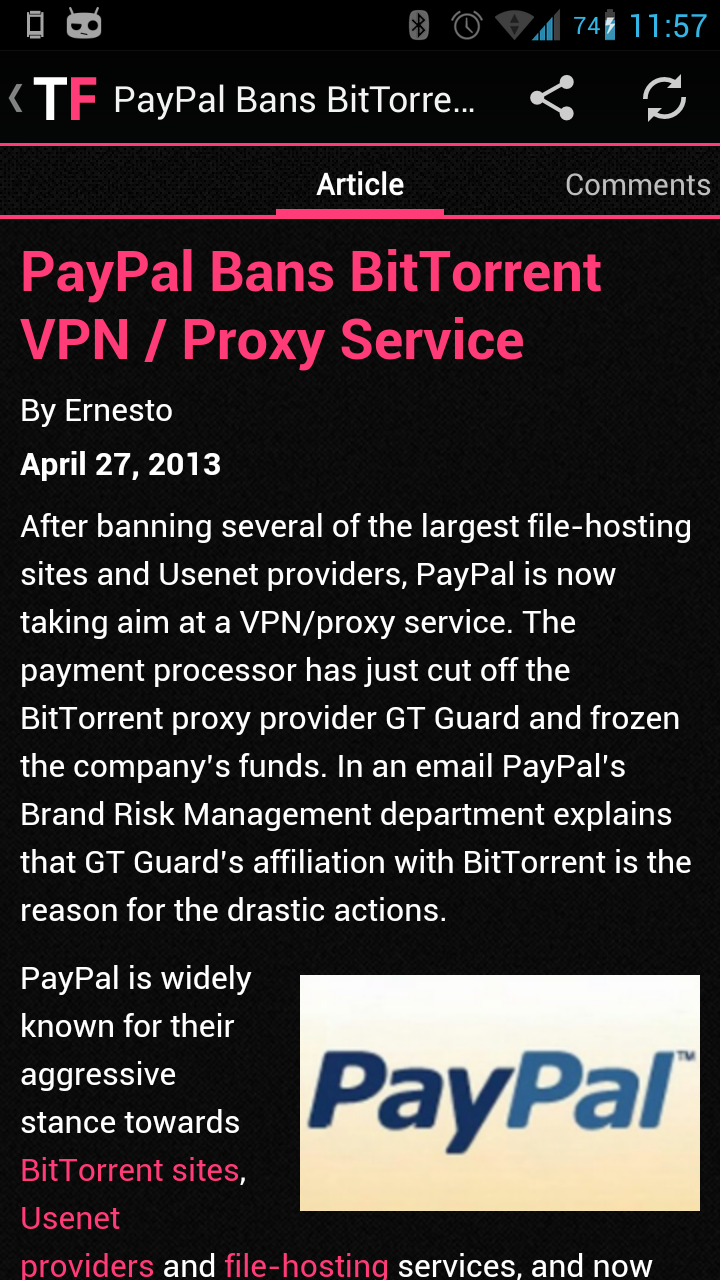 74 11:57
TF PayPal Bans BitTorre...
Article Comments
PayPal Bans BitTorrent
VPN / Proxy Service
By Ernesto
April 27, 2013
After banning several of the largest file-hosting
sites and Usenet providers, PayPal is now
taking aim at a VPN/proxy service. The
payment processor has just cut off the
BitTorrent proxy provider GT Guard and frozen
the company's funds. In an email PayPal's
Brand Risk Management department explains
that GT Guard's affiliation with BitTorrent is the
reason for the drastic actions.
PayPal is widely
known for their
aggressive
stance towards
BitTorrent sites,
Usenet
providers and file-hosting services, and now
PayPal™